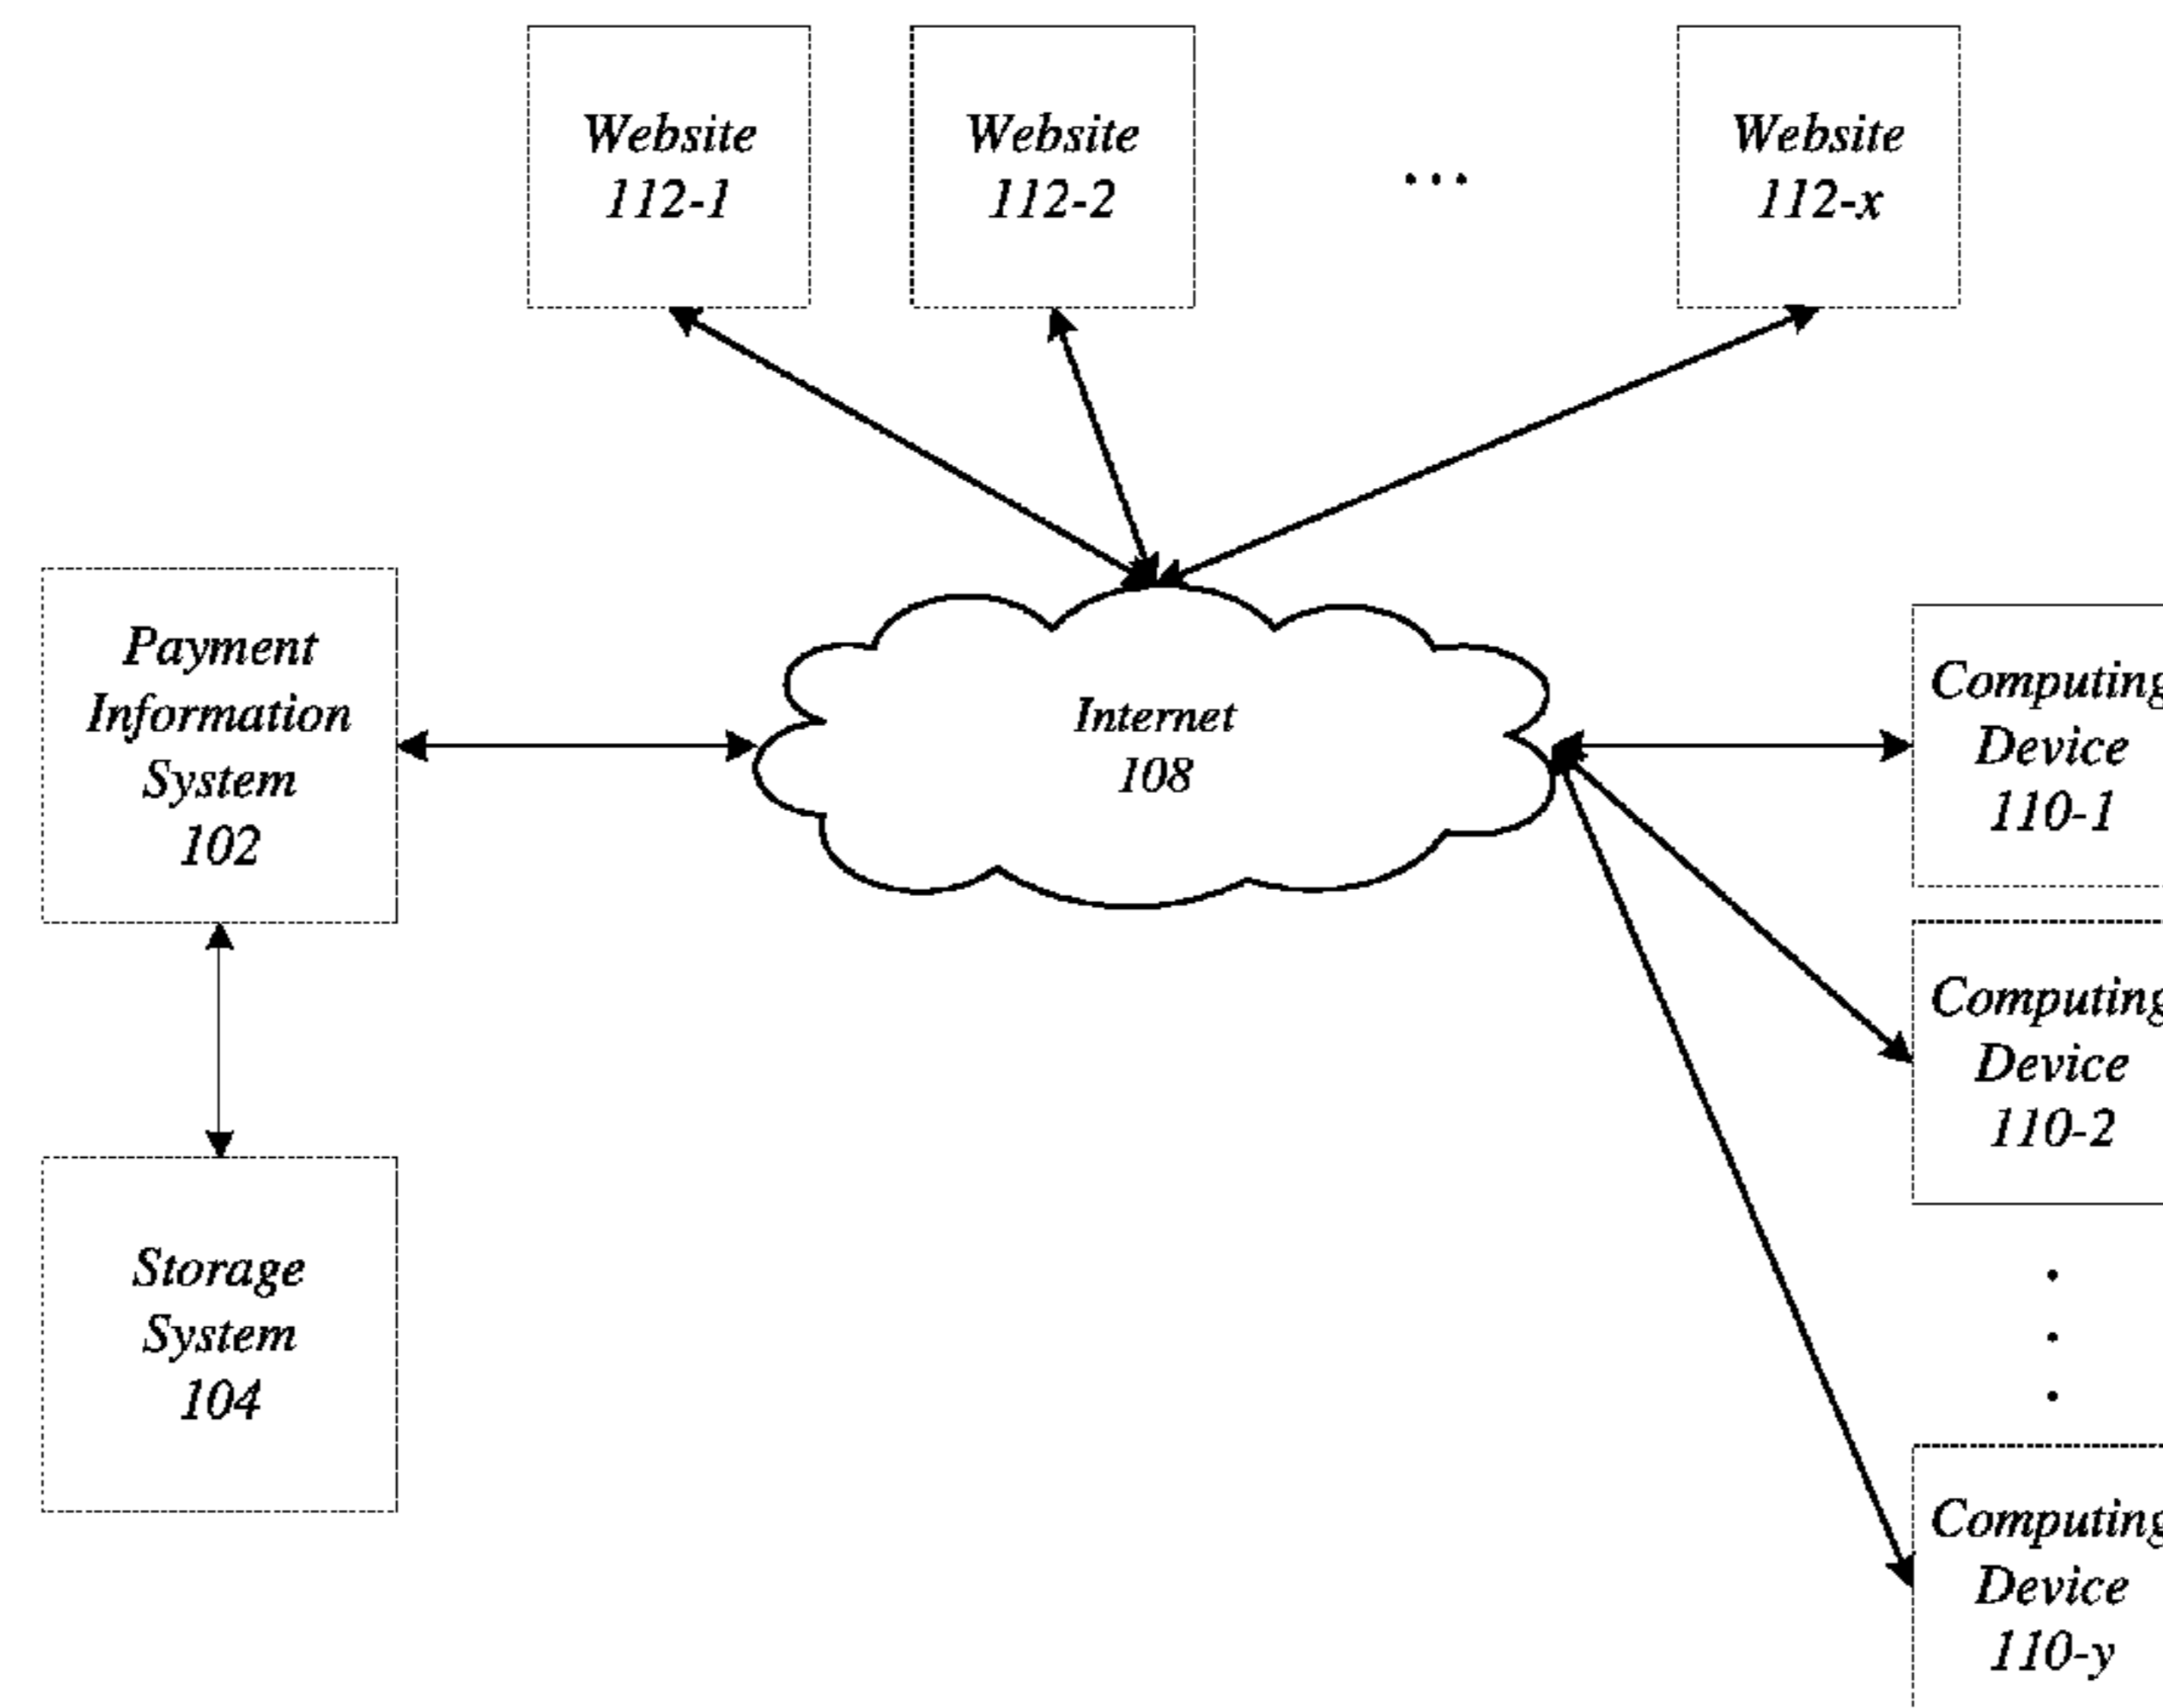 Website
112-1
Website
112-2
...
Website
112-x
Payment
Information
System
102
Internet
108
Computing
Device
110-1
Computing
Device
110-2
Storage
System
104
Computing
Device
110-y